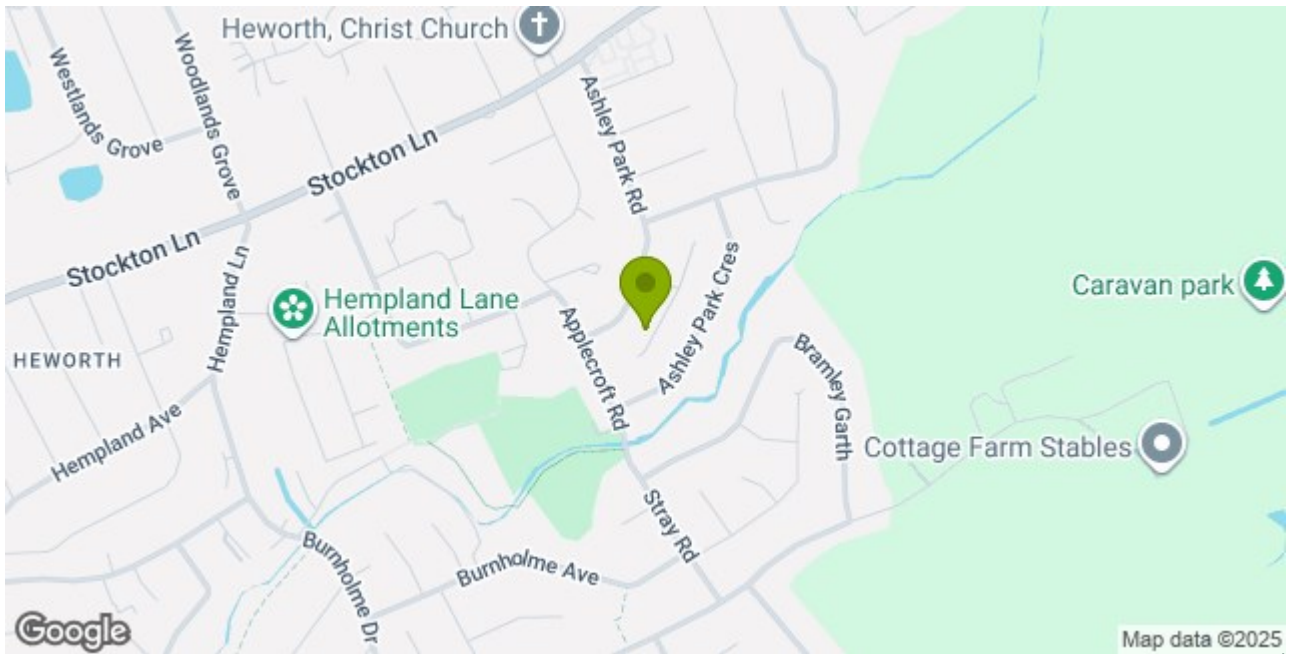 Heworth, Christ Church
Westlands Grove
Woodlands Grove
Stockton Ln
Ashley Park Rd
Stockton Ln
Hempland Ln
Hempland Lane
Allotments
Caravan park
HEWORTH
Applecroft Rd
Ashley Park Cres
Bramley Garth
Hempland Ave
Cottage Farm Stables
Stray Rd
Burnholme Dr
Burnholme Ave
Google
Map data ©2025